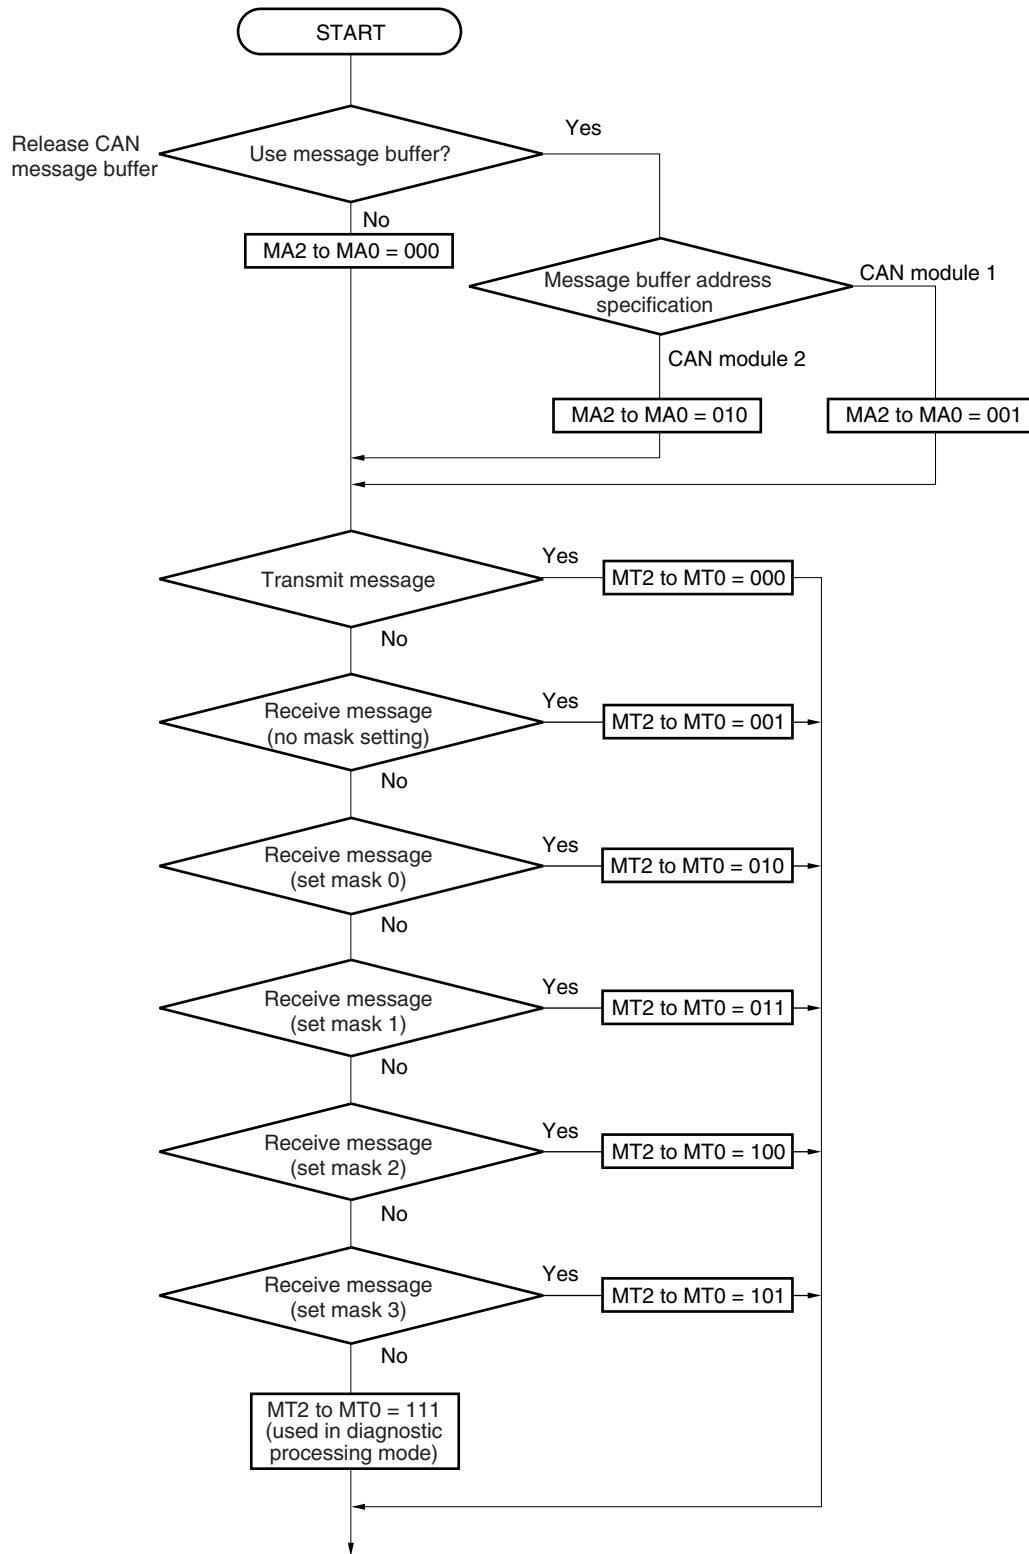 START
Release CAN
message buffer
Use message buffer?
Yes
No
MA2 to MA0 = 000
Message buffer address
specification
CAN module 1
CAN module 2
MA2 to MA0 = 010
MA2 to MA0 = 001
Transmit message
Yes
MT2 to MT0 = 000
No
Receive message
(no mask setting)
Yes
MT2 to MT0 = 001
No
Receive message
(set mask 0)
Yes
MT2 to MT0 = 010
No
Receive message
(set mask 1)
Yes
MT2 to MT0 = 011
No
Receive message
(set mask 2)
Yes
MT2 to MT0 = 100
No
Receive message
(set mask 3)
Yes
MT2 to MT0 = 101
No
MT2 to MT0 = 111
(used in diagnostic
processing mode)